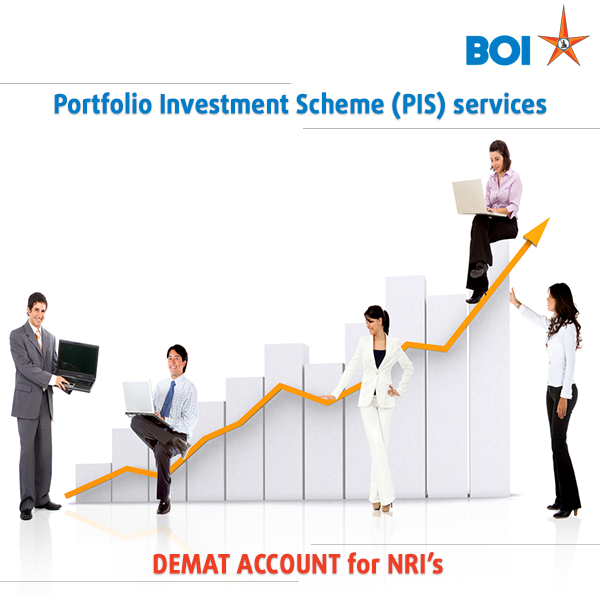 BOI
Portfolio Investment Scheme (PIS) services
DEMAT ACCOUNT for NRI's